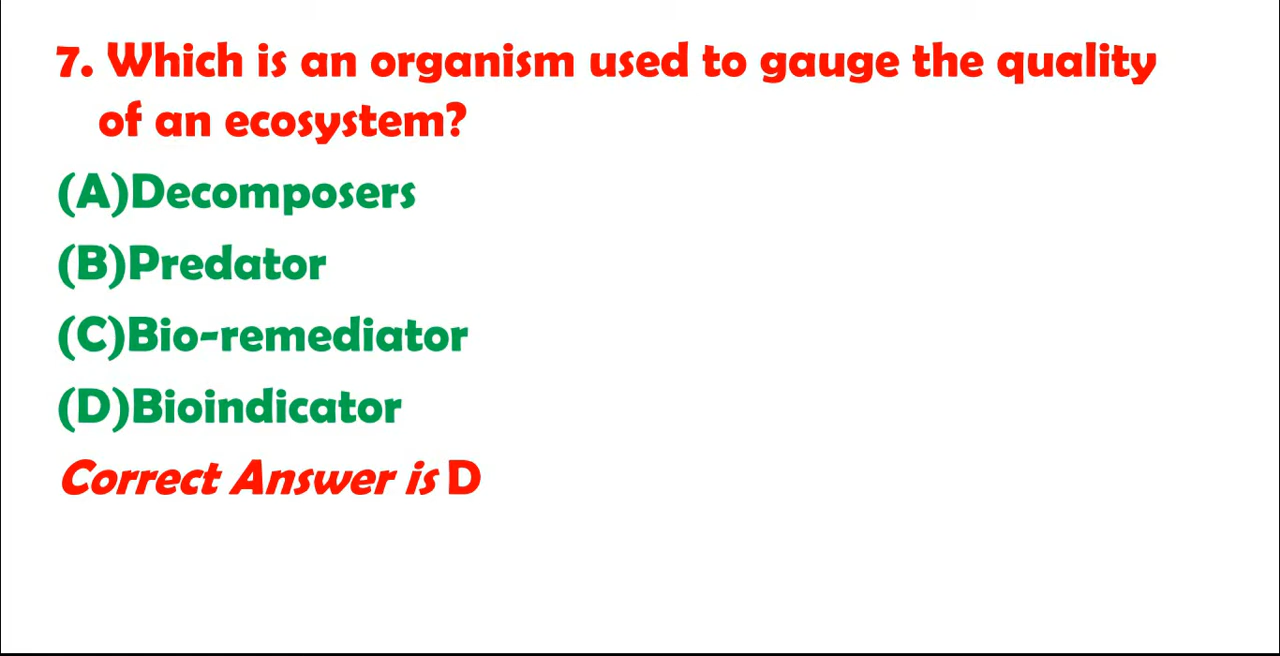 7. Which is an organism used to gauge the quality
of an ecosystem?
(A)Decomposers
(B)Predator
(C)Bio-remediator
(D)Bioindicator
Correct Answer is D